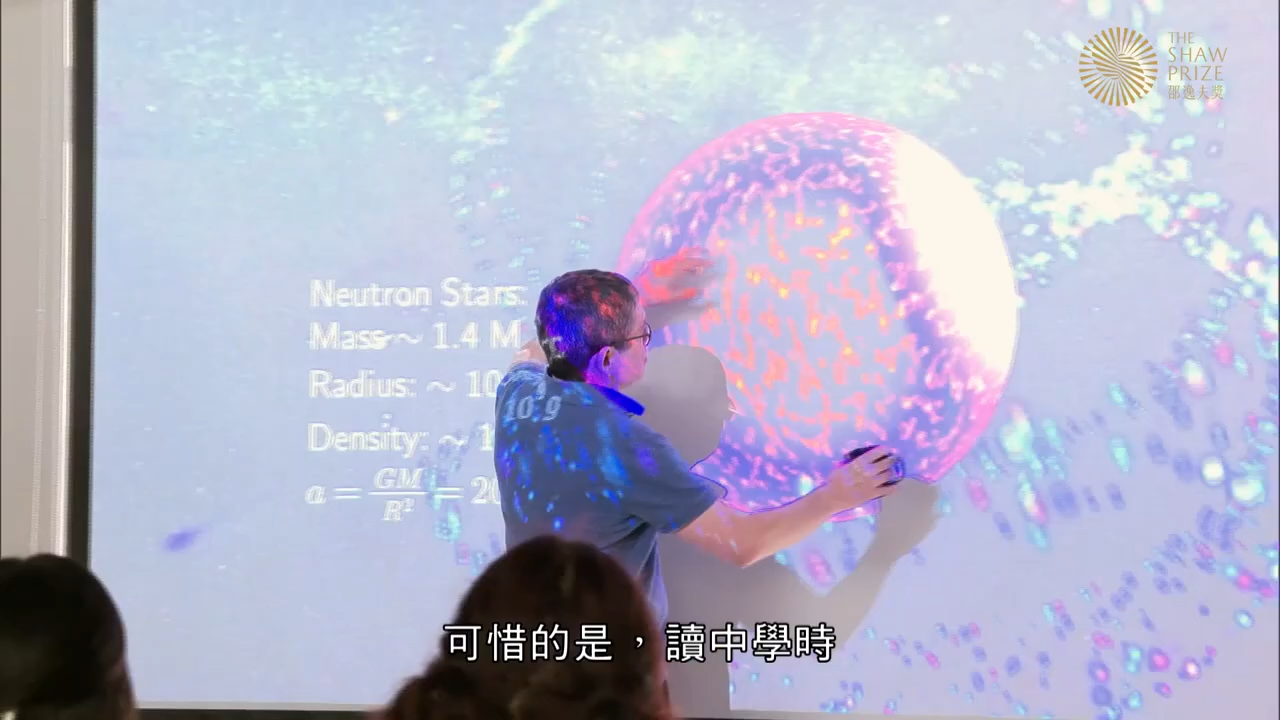 THE
SHAW
PRIZE
邵逸夫獎
Neutron Stars:
Mass ~ 1.4 M
Radius: ~ 10
Density: ~ 1
10 9
a = GM/R² = 20
可惜的是，讀中學時